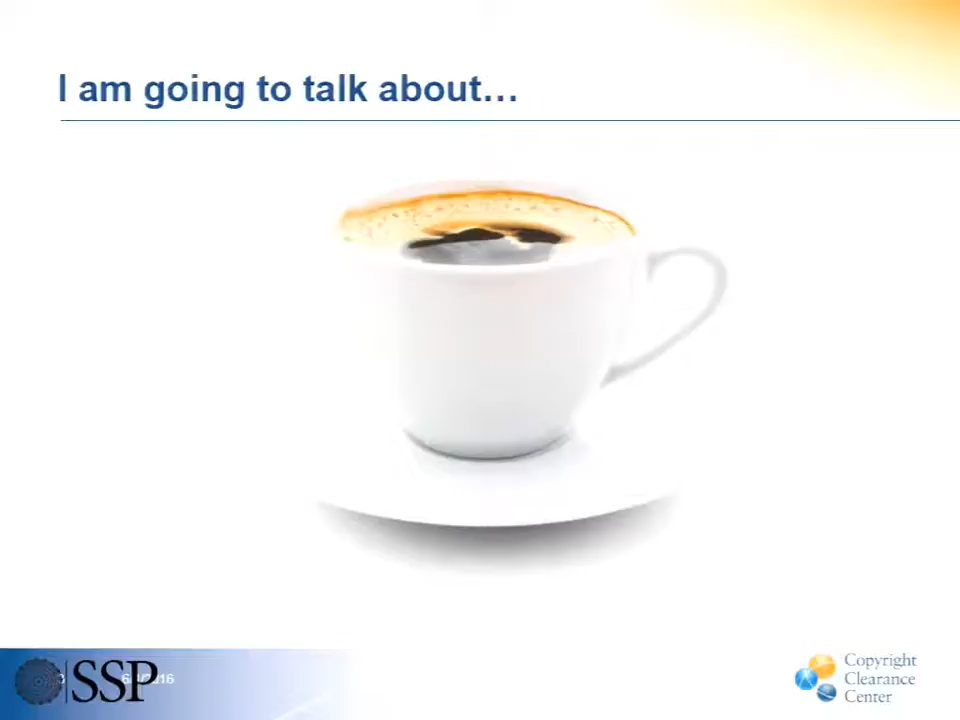 I am going to talk about…
SSP
Copyright
Clearance
Center